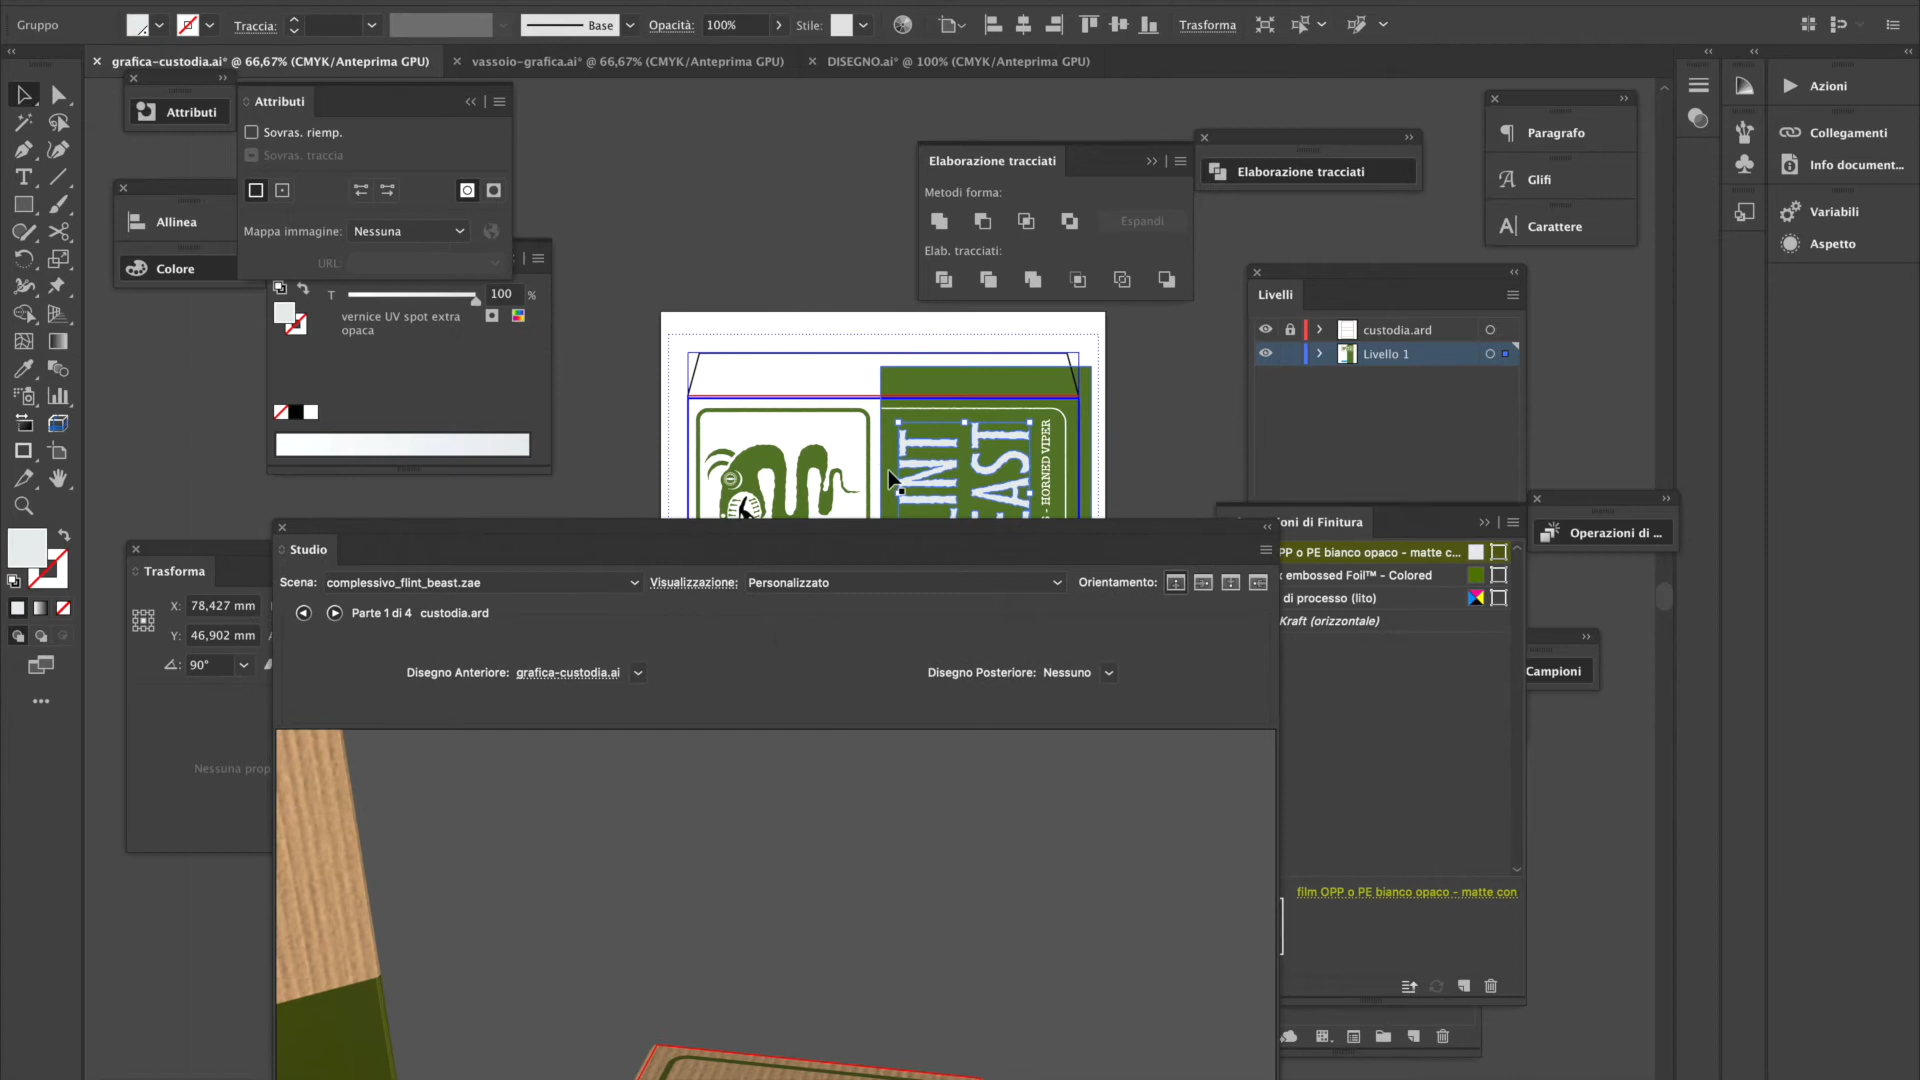 Gruppo
Traccia:
Base
Opacità:
100%
Stile:
Trasforma
grafica-custodia.ai* @ 66,67% (CMYK/Anteprima GPU)
vassoio-grafica.ai* @ 66,67% (CMYK/Anteprima GPU)
DISEGNO.ai* @ 100% (CMYK/Anteprima GPU)
Attributi
Attributi
Sovras. riemp.
Sovras. traccia
Mappa immagine:
Nessuna
URL:
Allinea
Colore
T
100
%
vernice UV spot extra
opaca
Elaborazione tracciati
Metodi forma:
Espandi
Elab. tracciati:
Elaborazione tracciati
Paragrafo
Glifi
Carattere
Azioni
Collegamenti
Info document...
Variabili
Aspetto
Livelli
custodia.ard
Livello 1
- HORNED VIPER
Trasforma
X:
78,427 mm
Y:
46,902 mm
90°
Nessuna prop
Studio
Scena:
complessivo_flint_beast.zae
Visualizzazione:
Personalizzato
Orientamento:
Parte 1 di 4
custodia.ard
Disegno Anteriore:
grafica-custodia.ai
Disegno Posteriore:
Nessuno
oni di Finitura
PP o PE bianco opaco - matte c...
x embossed Foil™ - Colored
di processo (lito)
Kraft (orizzontale)
Operazioni di ...
Campioni
film OPP o PE bianco opaco - matte con